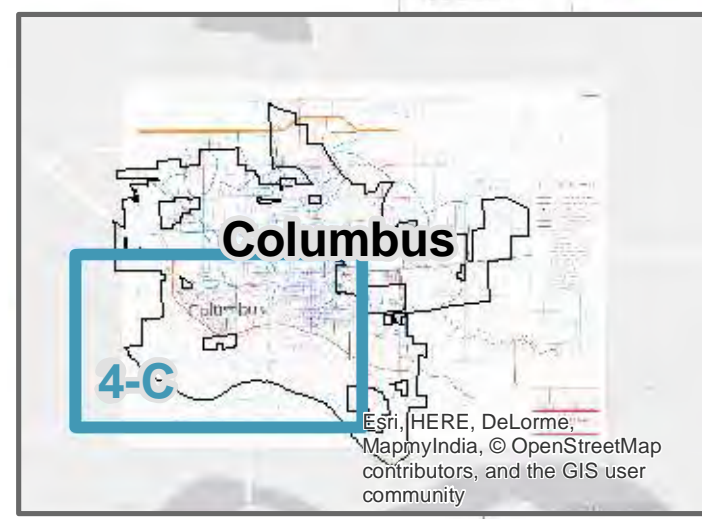 Columbus
Columbus
4-C
Esri, HERE, DeLorme,
MapmyIndia, © OpenStreetMap
contributors, and the GIS user
community